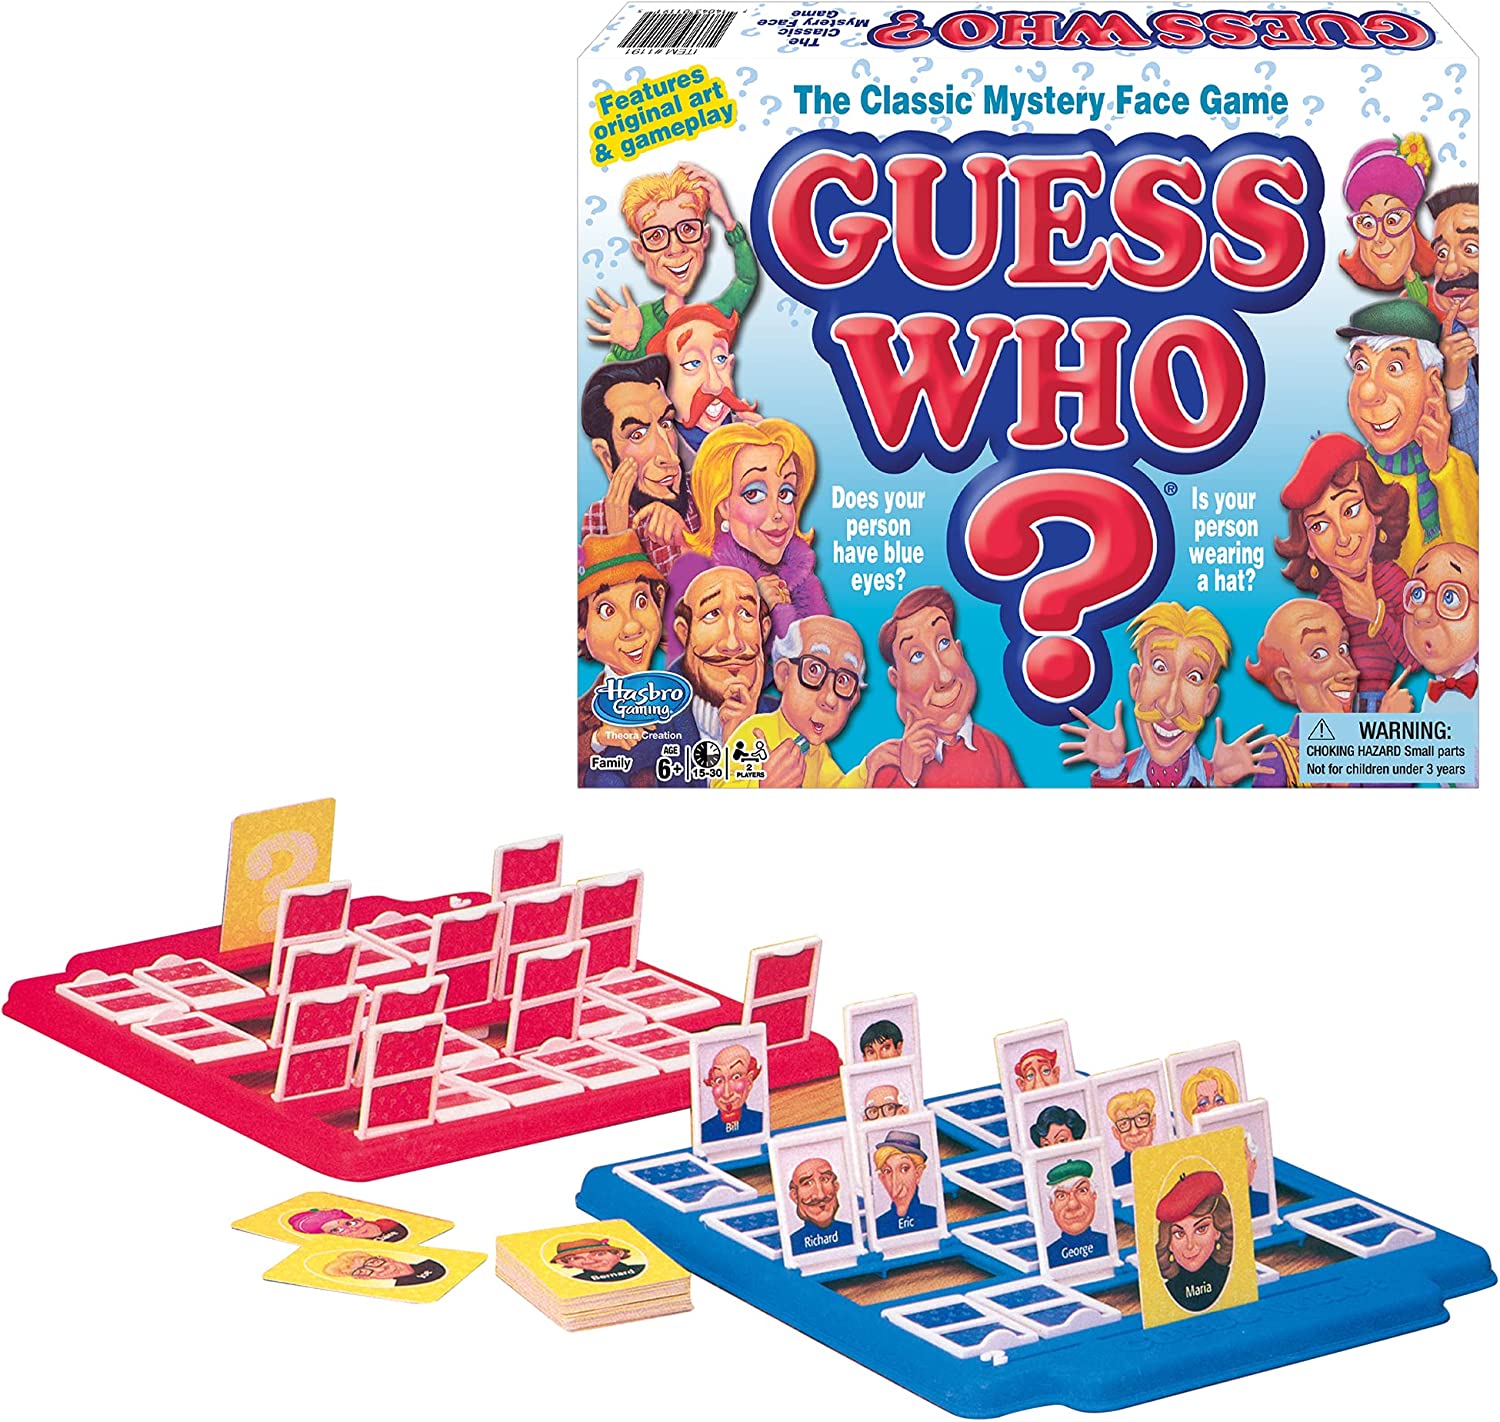 GUESS WHO?
The Classic
Mystery Face
Game
ITEM # 1191
Features
original art
& gameplay
The Classic Mystery Face Game
GUESS
WHO
?
®
Does your
person
have blue
eyes?
Is your
person
wearing
a hat?
Hasbro
Gaming
Theora Creation
Family
AGE
6+
15-30
2
PLAYERS
WARNING:
CHOKING HAZARD Small parts
Not for children under 3 years
?
Bill
Richard
Eric
George
Maria
Joe
Bernard